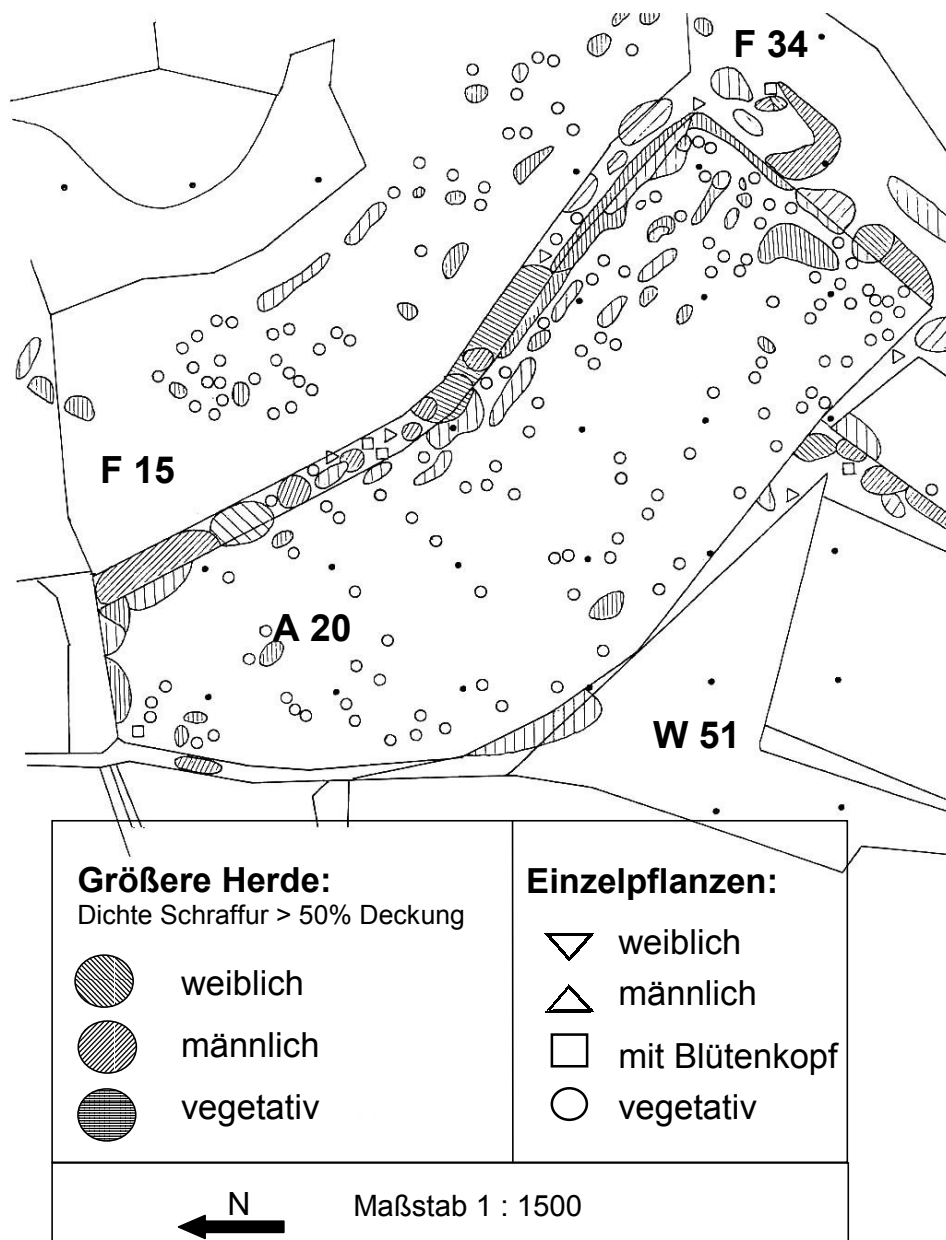 F 34
F 15
A 20
W 51
Größere Herde:
Dichte Schraffur > 50% Deckung
weiblich
männlich
vegetativ
Einzelpflanzen:
weiblich
männlich
mit Blütenkopf
vegetativ
N
Maßstab 1 : 1500